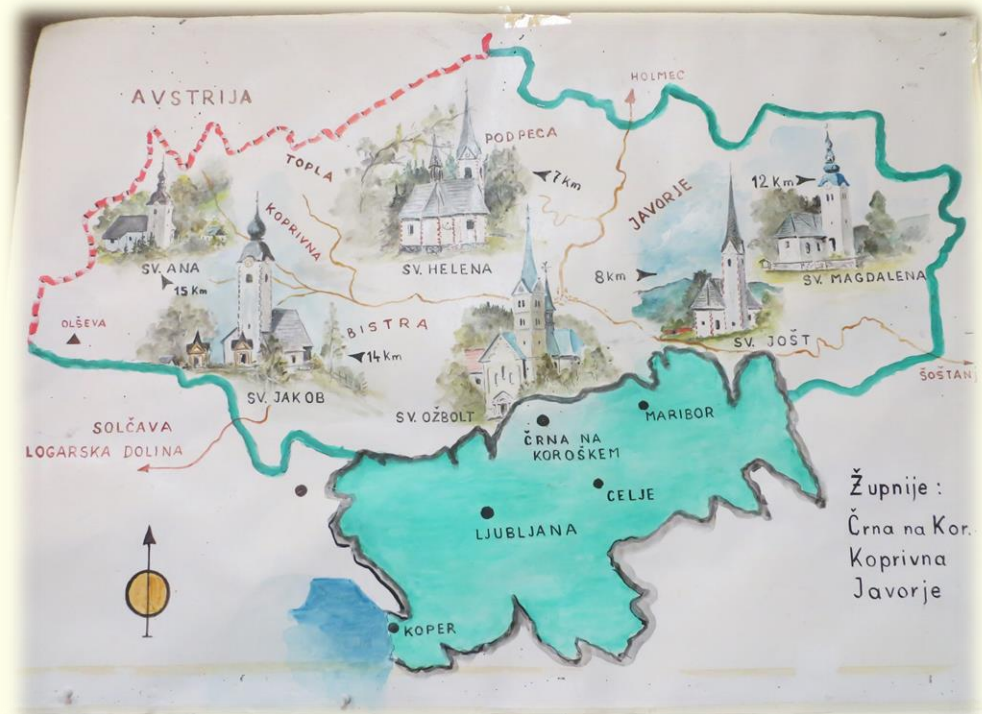 AVSTRIJA
HOLMEC
TOPLA
PODPECA
7 km
12 Km
JAVORJE
KOPRIVNA
SV. ANA
15 Km
SV. HELENA
8 km
SV. MAGDALENA
OLŠEVA
BISTRA
14 Km
SV. JOŠT
ŠOŠTANJ
SV. JAKOB
SV. OŽBOLT
SOLČAVA
LOGARSKA DOLINA
ČRNA NA
KOROŠKEM
MARIBOR
CELJE
LJUBLJANA
KOPER
Župnije :
Črna na Kor.
Koprivna
Javorje